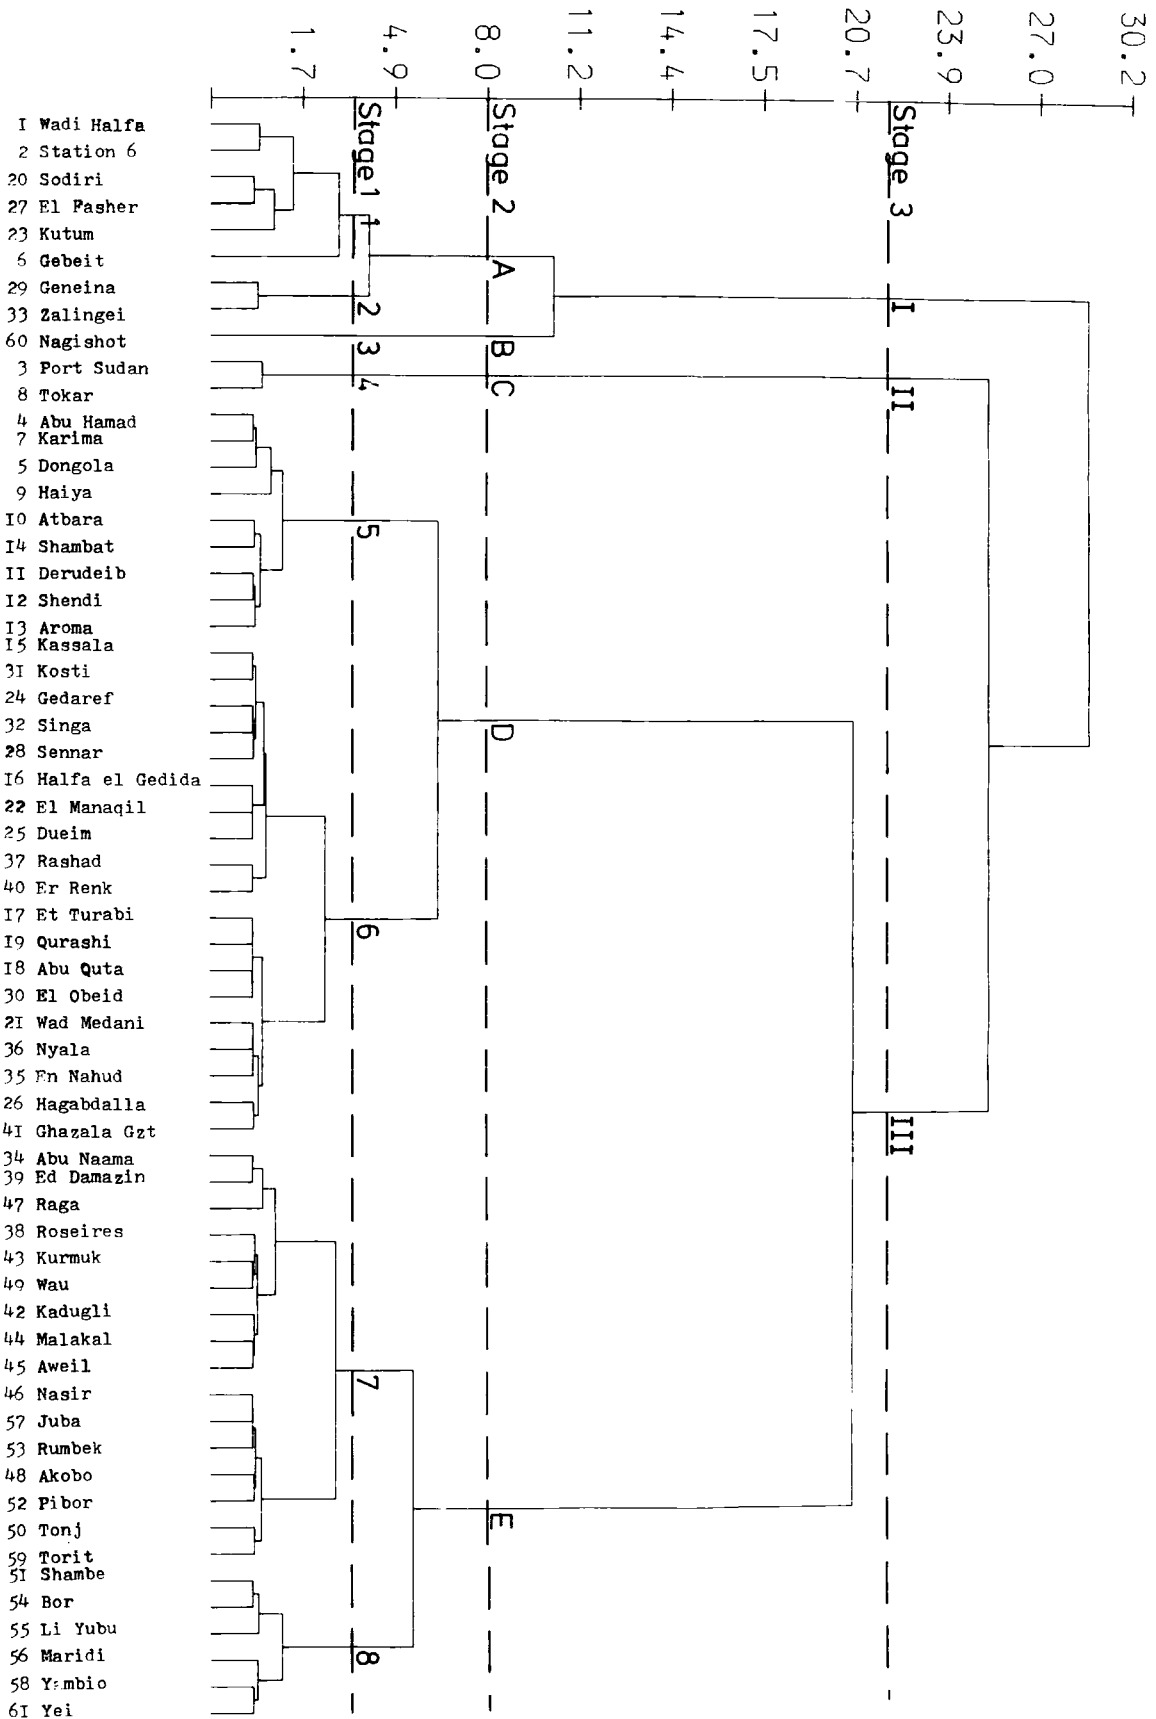 1.7
4.9
8.0
11.2
14.4
17.5
20.7
23.9
27.0
30.2
Stage 1
Stage 2
Stage 3
I Wadi Halfa
2 Station 6
20 Sodiri
27 El Fasher
23 Kutum
6 Gebeit
29 Geneina
33 Zalingei
60 Nagishot
3 Port Sudan
8 Tokar
4 Abu Hamad
7 Karima
5 Dongola
9 Haiya
I0 Atbara
I4 Shambat
II Derudeib
I2 Shendi
I3 Aroma
I5 Kassala
3I Kosti
24 Gedaref
32 Singa
28 Sennar
I6 Halfa el Gedida
22 El Manaqil
25 Dueim
37 Rashad
40 Er Renk
I7 Et Turabi
I9 Qurashi
I8 Abu Quta
30 El Obeid
2I Wad Medani
36 Nyala
35 En Nahud
26 Hagabdalla
4I Ghazala Gzt
34 Abu Naama
39 Ed Damazin
47 Raga
38 Roseires
43 Kurmuk
49 Wau
42 Kadugli
44 Malakal
45 Aweil
46 Nasir
57 Juba
53 Rumbek
48 Akobo
52 Pibor
50 Tonj
59 Torit
5I Shambe
54 Bor
55 Li Yubu
56 Maridi
58 Yambio
6I Yei
1
2
3
4
5
6
7
8
A
B
C
D
E
I
II
III